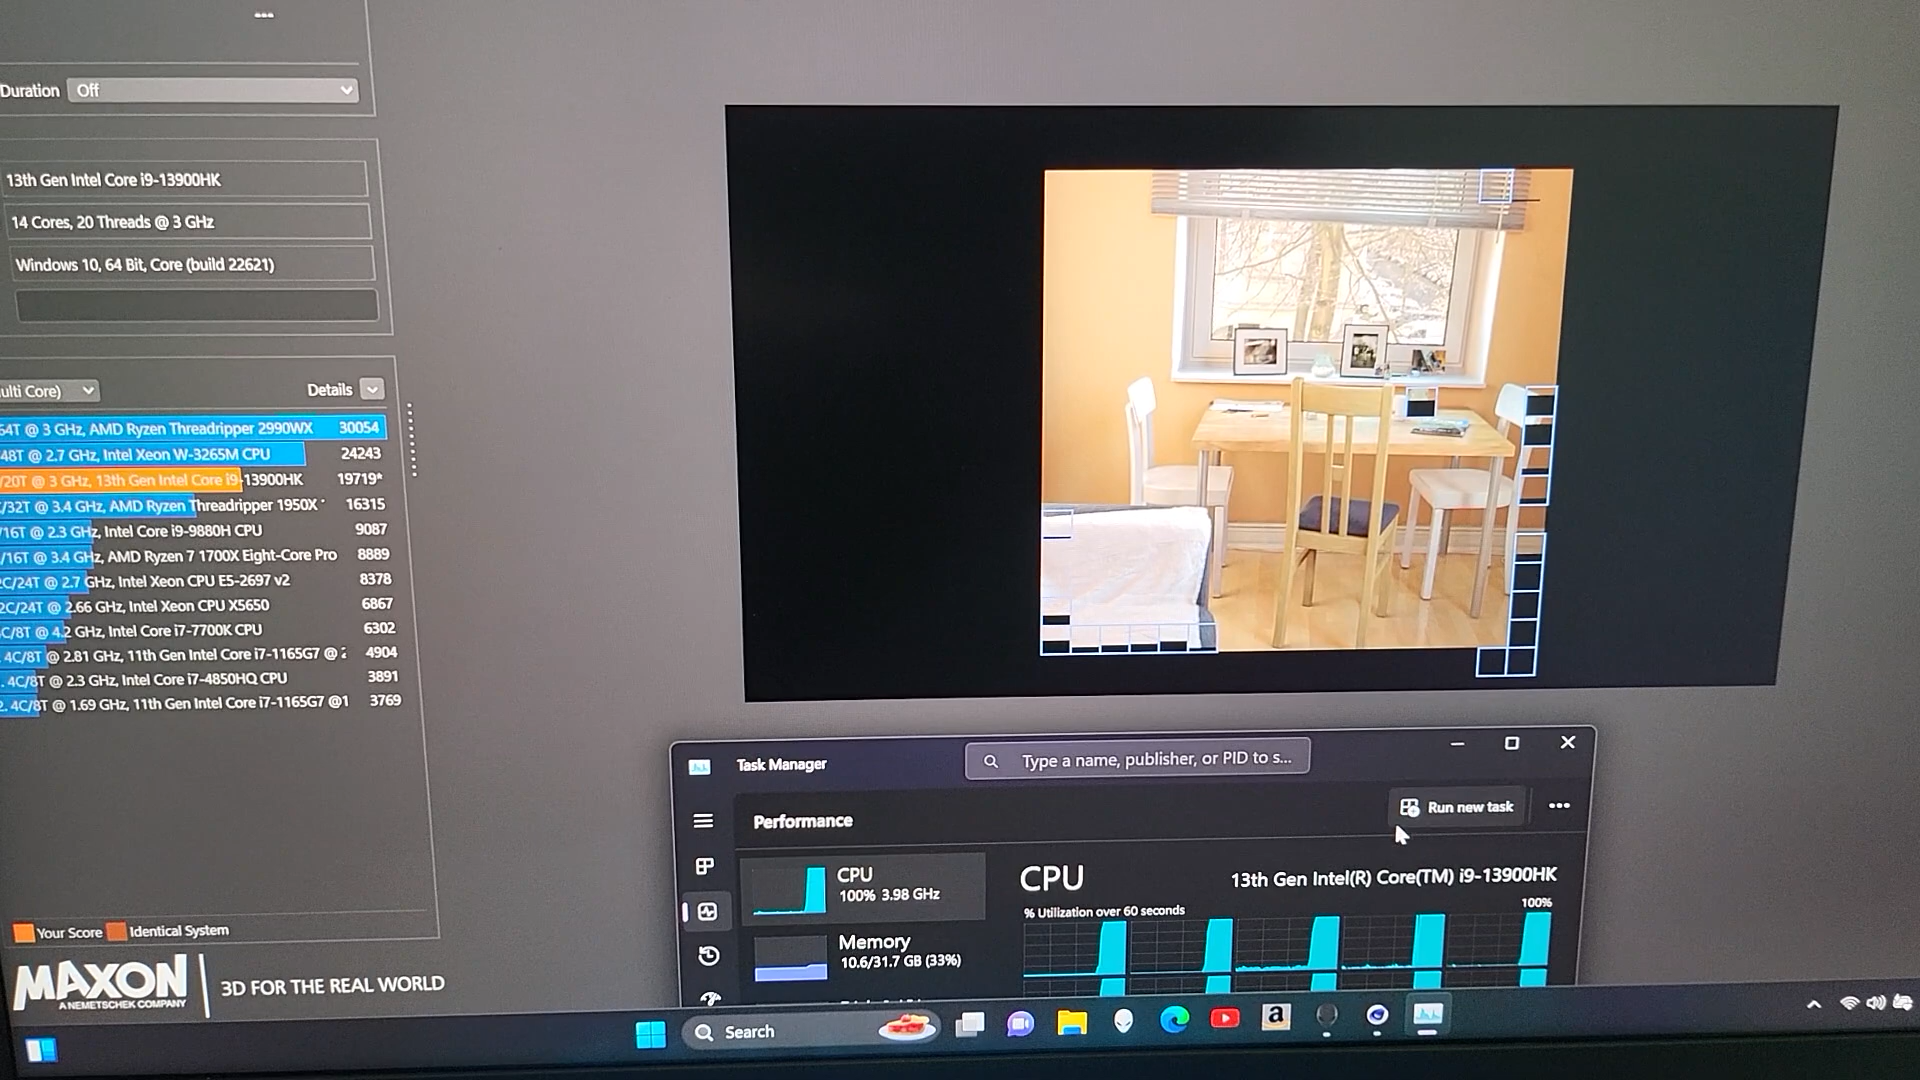 Duration Off
13th Gen Intel Core i9-13900HK
14 Cores, 20 Threads @ 3 GHz
Windows 10, 64 Bit, Core (build 22621)
ulti Core) Details
64T @ 3 GHz, AMD Ryzen Threadripper 2990WX 30054
48T @ 2.7 GHz, Intel Xeon W-3265M CPU 24243
/20T @ 3 GHz, 13th Gen Intel Core i9-13900HK 19719*
/32T @ 3.4 GHz, AMD Ryzen Threadripper 1950X 16315
/16T @ 2.3 GHz, Intel Core i9-9880H CPU 9087
/16T @ 3.4 GHz, AMD Ryzen 7 1700X Eight-Core Pro 8889
2C/24T @ 2.7 GHz, Intel Xeon CPU E5-2697 v2 8378
2C/24T @ 2.66 GHz, Intel Xeon CPU X5650 6867
C/8T @ 4.2 GHz, Intel Core i7-7700K CPU 6302
4C/8T @ 2.81 GHz, 11th Gen Intel Core i7-1165G7 @ 4904
. 4C/8T @ 2.3 GHz, Intel Core i7-4850HQ CPU 3891
2. 4C/8T @ 1.69 GHz, 11th Gen Intel Core i7-1165G7 @1 3769
Your Score Identical System
MAXON
A NEMETSCHEK COMPANY
3D FOR THE REAL WORLD
Task Manager
Type a name, publisher, or PID to s...
Performance
Run new task
CPU
100% 3.98 GHz
Memory
10.6/31.7 GB (33%)
CPU
13th Gen Intel(R) Core(TM) i9-13900HK
% Utilization over 60 seconds
100%
Search
a